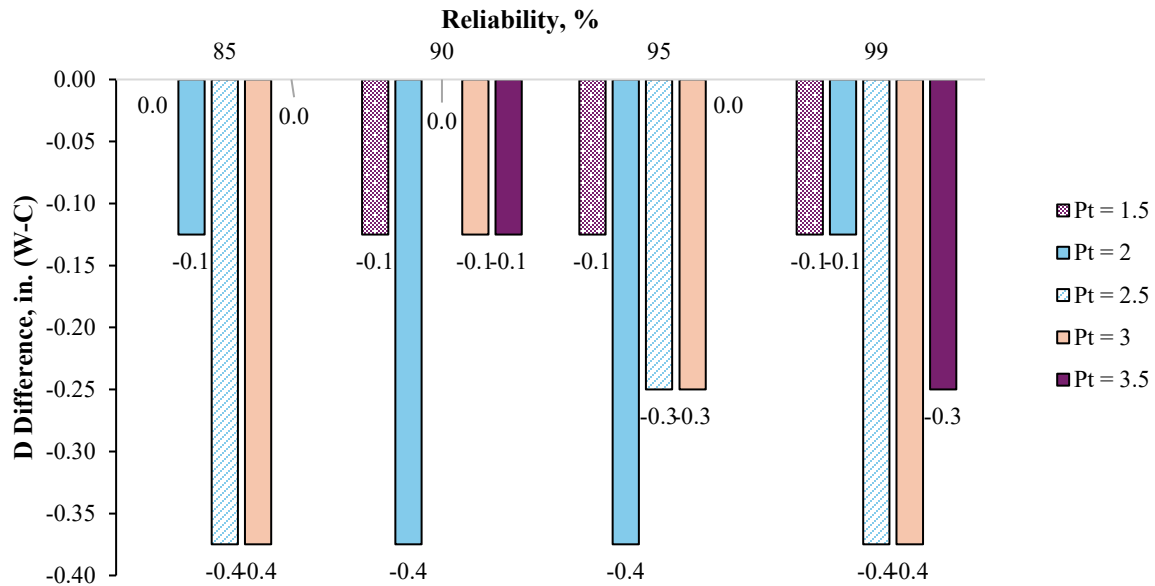 Reliability, %
85 90 95 99
D Difference, in. (W-C)
0.00
-0.05
-0.10
-0.15
-0.20
-0.25
-0.30
-0.35
-0.40
0.0 -0.1 -0.4 -0.4 0.0
-0.1 -0.4 0.0 -0.1 -0.1
-0.1 -0.4 -0.3 -0.3 0.0
-0.1 -0.1 -0.4 -0.4 -0.3
Pt = 1.5
Pt = 2
Pt = 2.5
Pt = 3
Pt = 3.5